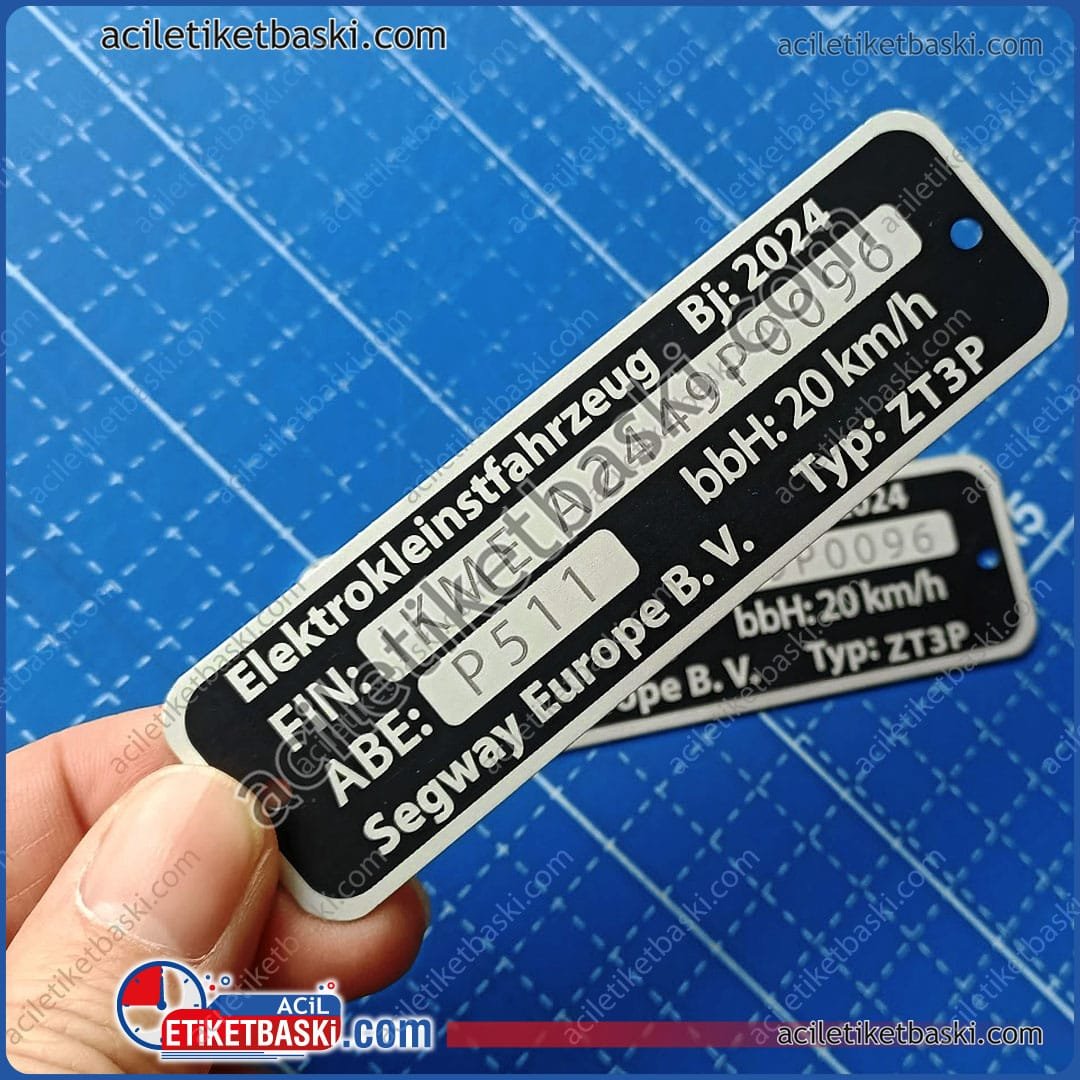 aciletiketbaski.com
aciletiketbaski.com
Elektrokleinstfahrzeug Bj: 2024
FiN: KMEA2449P0096
ABE: P511 bbH: 20 km/h
Segway Europe B. V. Typ: ZT3P
2024
P0096
bbH: 20 km/h
ope B. V. Typ: ZT3P
ACiL
ETiKETBASKi.com
aciletiketbaski.com